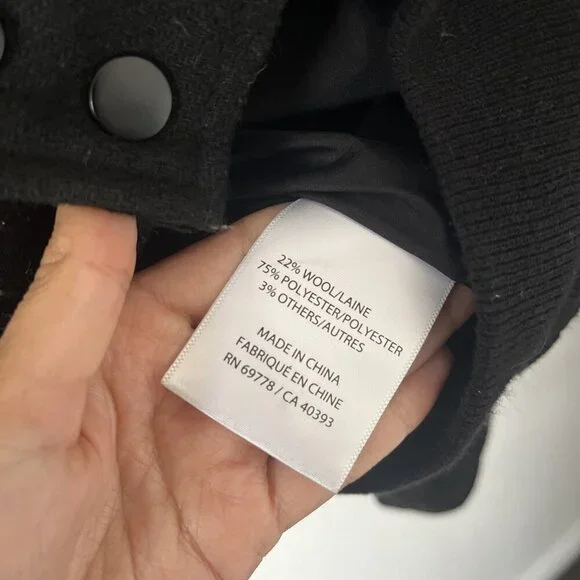 22% WOOL/LAINE
75% POLYESTER/POLYESTER
3% OTHERS/AUTRES
MADE IN CHINA
FABRIQUÉ EN CHINE
RN 69778 / CA 40393